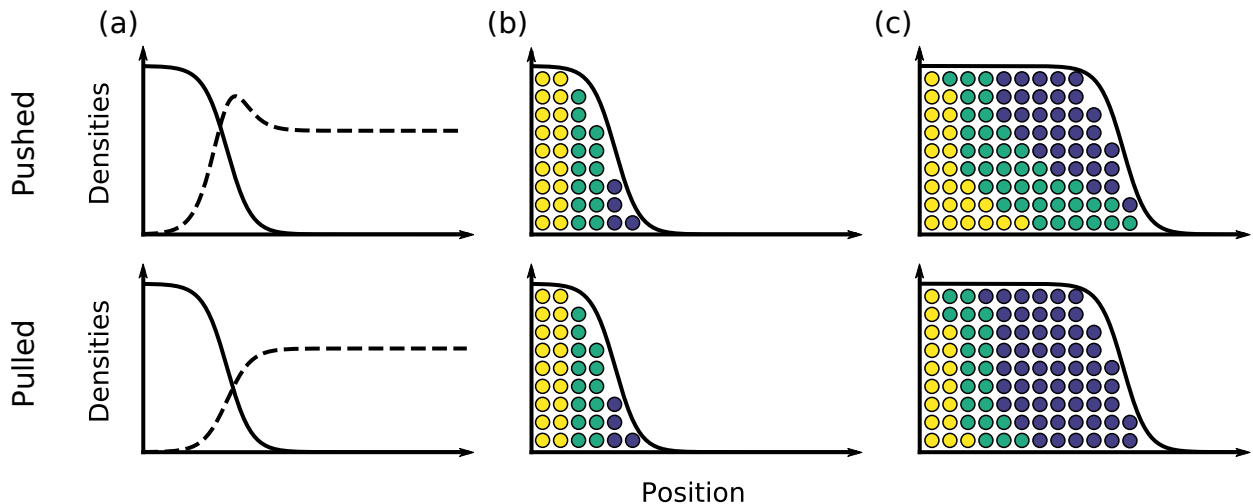 (a)
(b)
(c)
Pushed
Densities
Pulled
Densities
Position